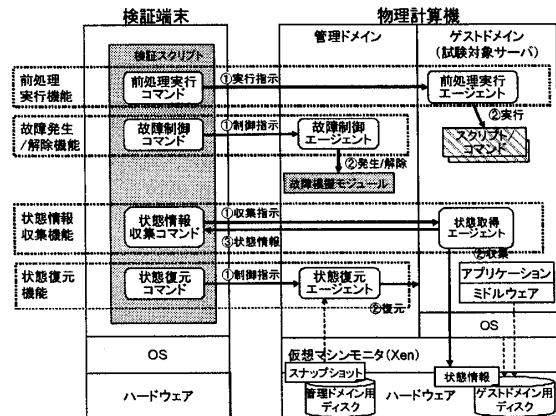 検証端末
物理計算機
管理ドメイン
ゲストドメイン
(試験対象サーバ)
検証スクリプト
前処理
実行機能
前処理実行
コマンド
①実行指示
前処理実行
エージェント
②実行
スクリプト/
コマンド
故障発生
/解除機能
故障制御
コマンド
①制御指示
故障制御
エージェント
②発生/解除
故障模擬モジュール
状態情報
収集機能
状態情報
収集コマンド
①収集指示
③状態情報
状態取得
エージェント
②収集
アプリケーション
ミドルウェア
状態復元
機能
状態復元
コマンド
①制御指示
状態復元
エージェント
②復元
OS
OS
仮想マシンモニタ(Xen)
スナップショット
状態情報
ハードウェア
管理ドメイン用
ディスク
ハードウェア
ゲストドメイン用
ディスク